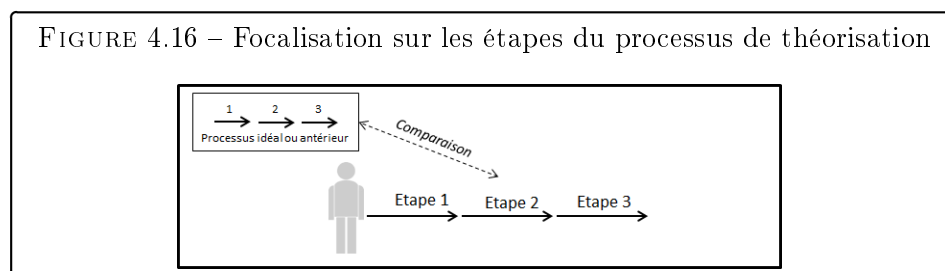 FIGURE 4.16 – Focalisation sur les étapes du processus de théorisation
1 2 3
Processus idéal ou antérieur
Comparaison
Etape 1 Etape 2 Etape 3